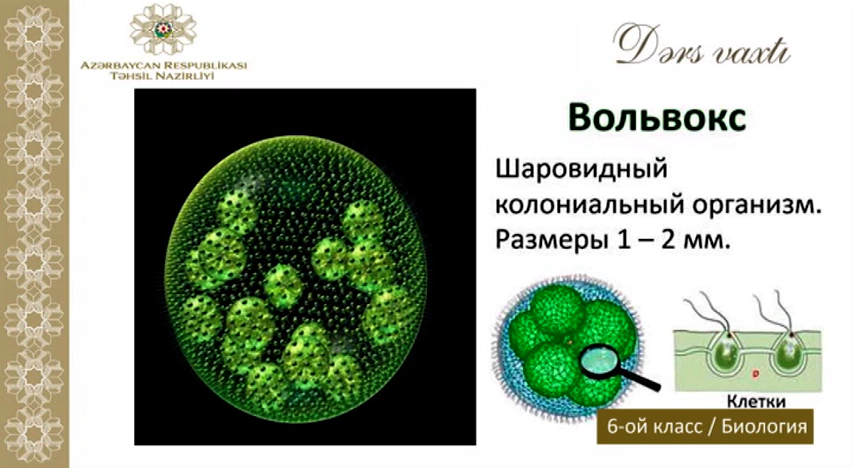 AZƏRBAYCAN RESPUBLİKASI
TƏHSİL NAZİRLİYİ
Dərs vaxtı
Вольвокс
Шаровидный
колониальный организм.
Размеры 1 – 2 мм.
Клетки
6-ой класс / Биология